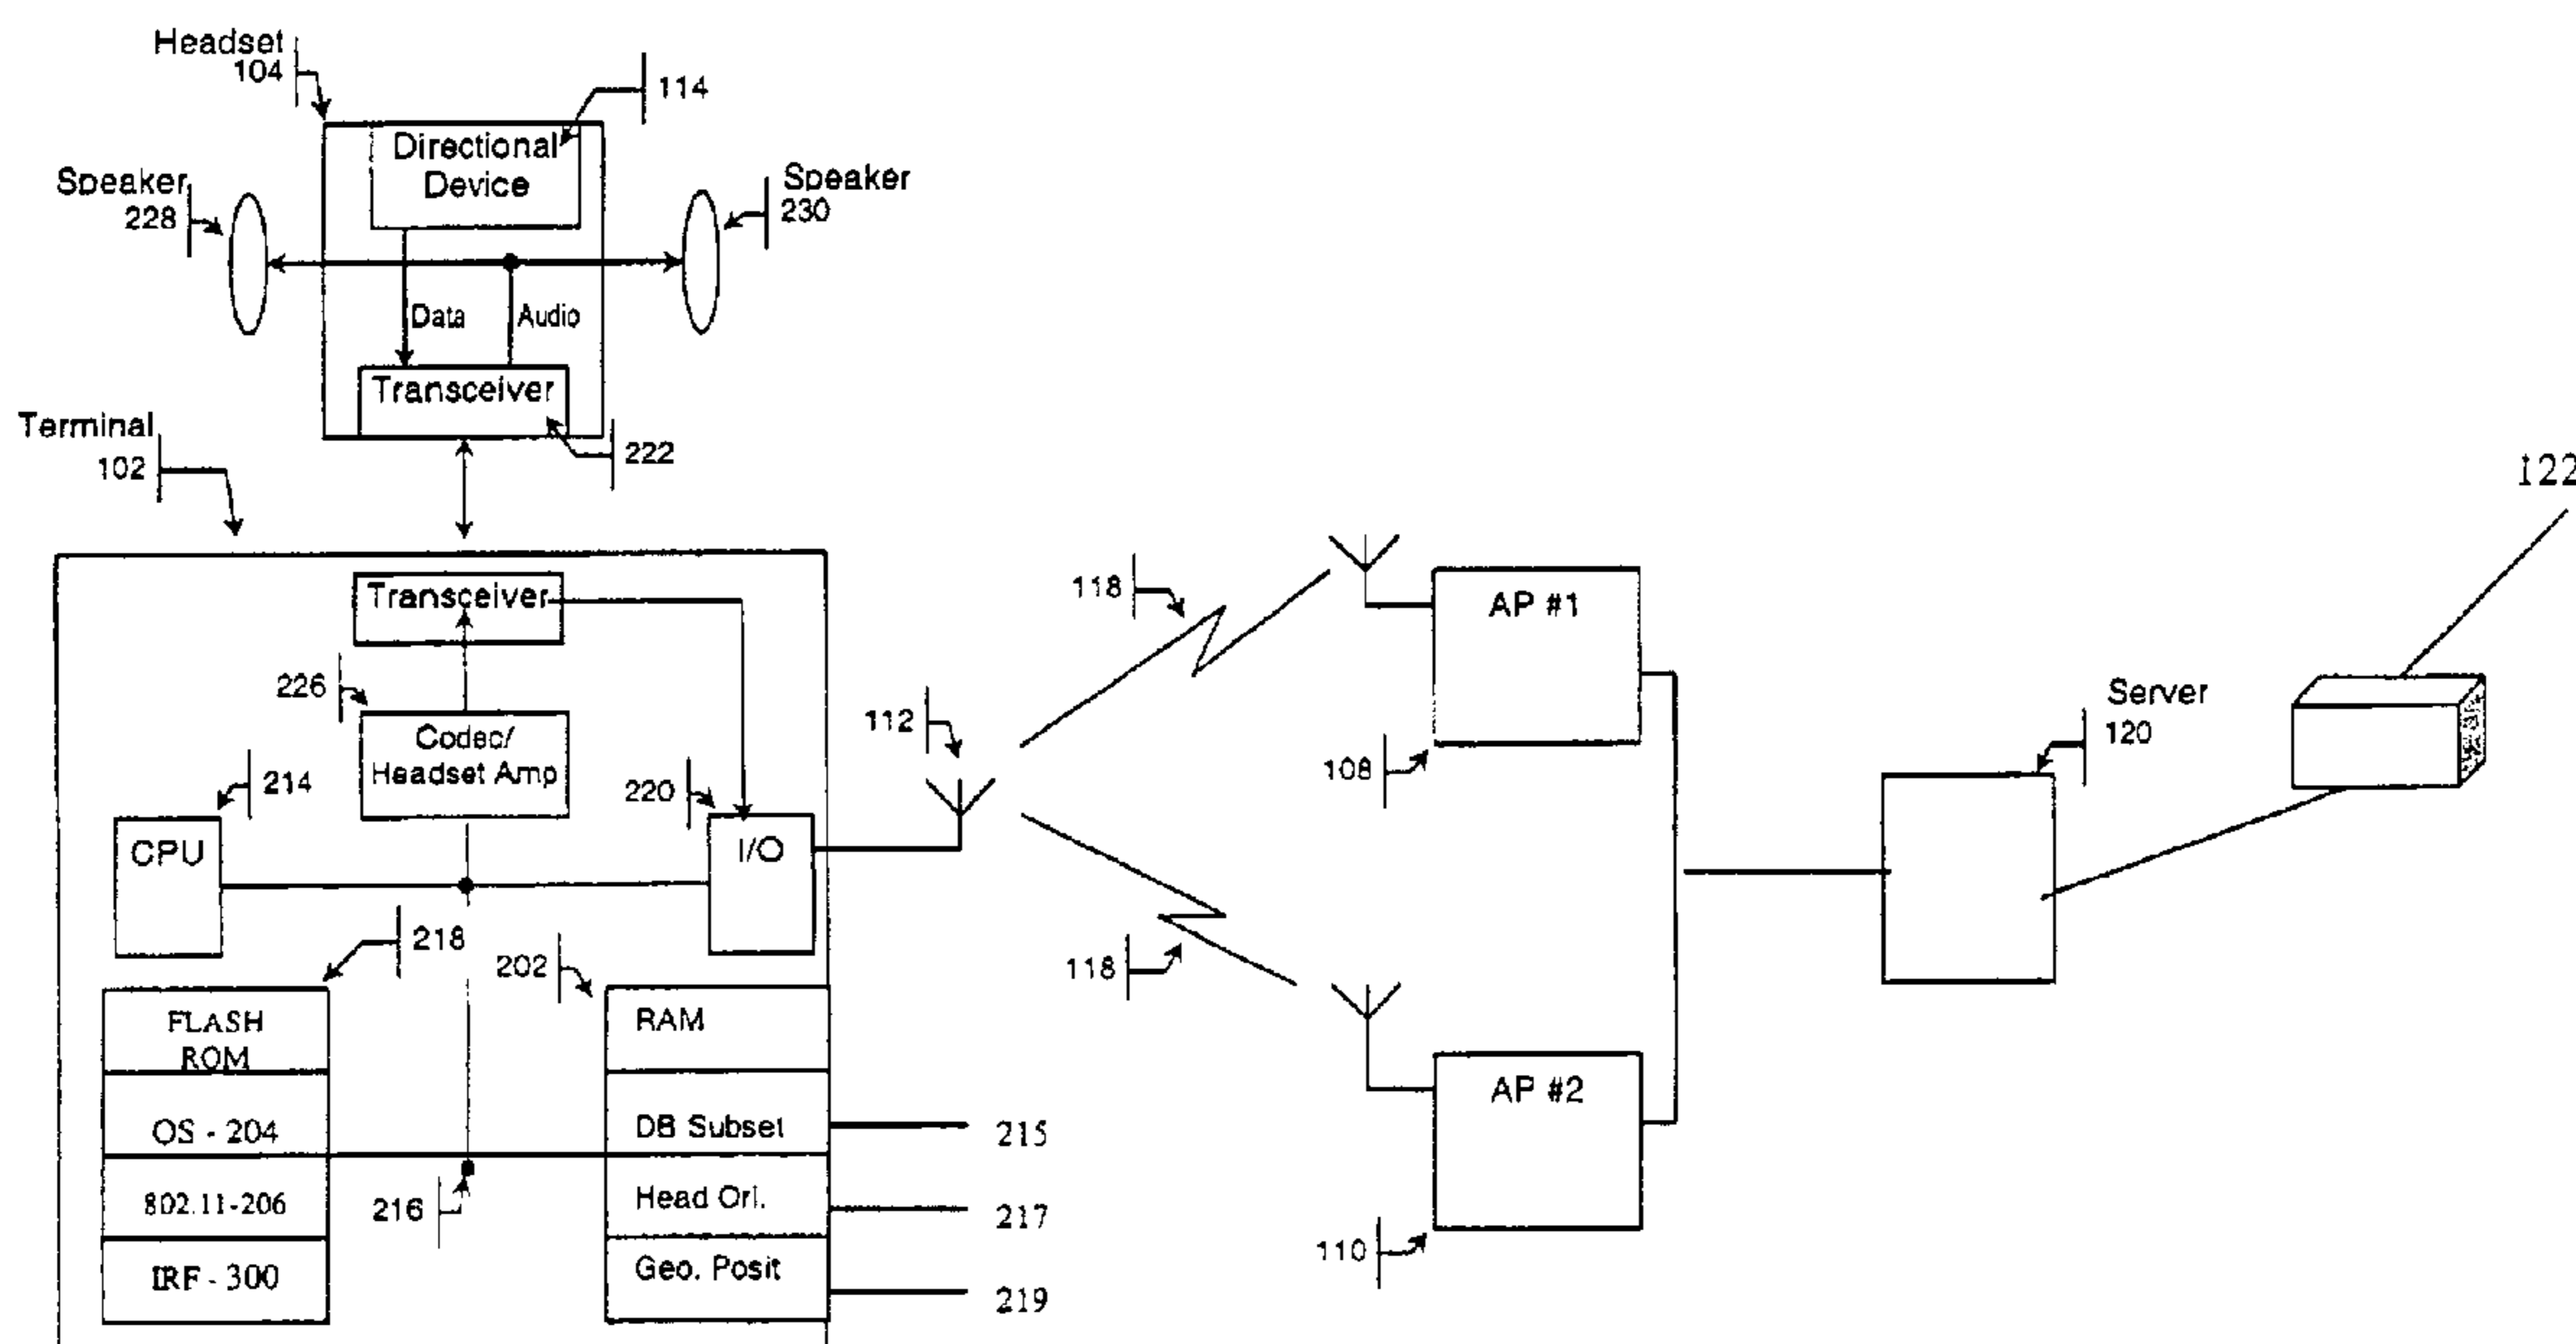 Headset
104
114
Directional
Device
Speaker
228
Speaker
230
Data
Audio
Transceiver
222
Terminal
102
122
Transceiver
118
AP #1
226
Codec/
Headset Amp
112
Server
120
108
214
220
CPU
I/O
218
202
118
FLASH
ROM
RAM
AP #2
OS - 204
DB Subset
215
802.11-206
216
Head Ori.
217
110
IRF - 300
Geo. Posit
219